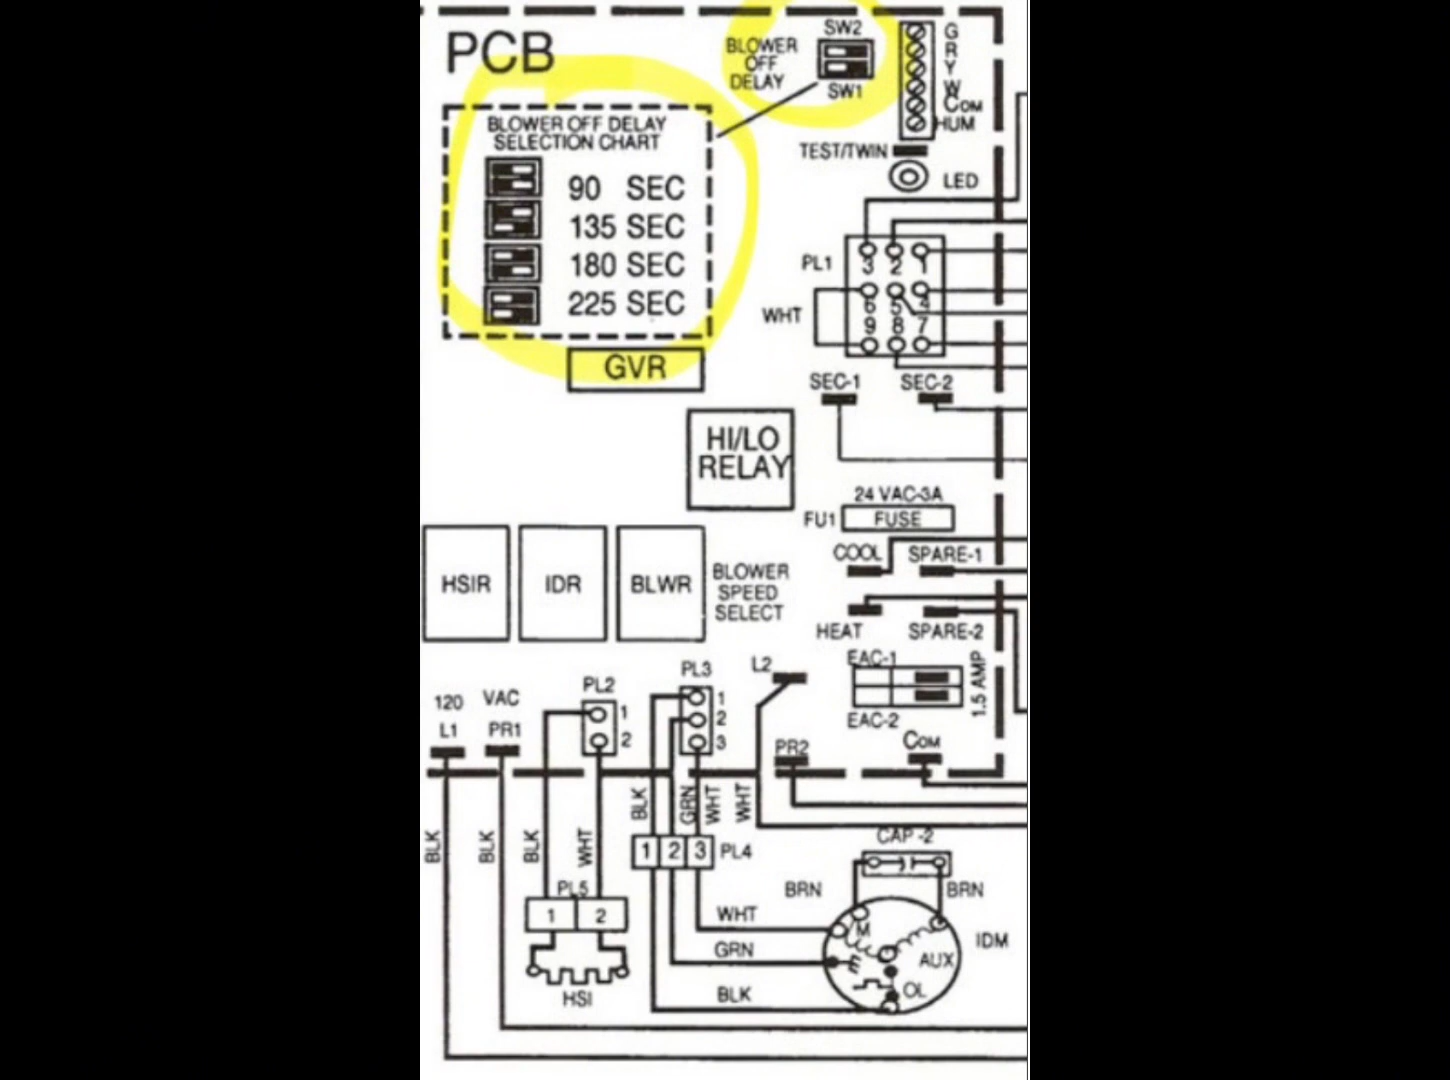 PCB
BLOWER
OFF
DELAY
SW2
SW1
G
R
Y
W
COM
HUM
TEST/TWIN
LED
BLOWER OFF DELAY
SELECTION CHART
90 SEC
135 SEC
180 SEC
225 SEC
GVR
PL1
3 2 1
6 5 4
9 8 7
WHT
SEC-1
SEC-2
HI/LO
RELAY
24 VAC-3A
FU1
FUSE
COOL
SPARE-1
HEAT
SPARE-2
HSIR
IDR
BLWR
BLOWER
SPEED
SELECT
EAC-1
EAC-2
1.5 AMP
L2
PL3
1
2
3
PL2
1
2
120 VAC
L1
PR1
PR2
COM
BLK
BLK
BLK
WHT
BLK
GRN
WHT
WHT
1 2 3
PL4
CAP -2
BRN
BRN
PL5
1 2
HSI
WHT
GRN
BLK
M
AUX
OL
IDM